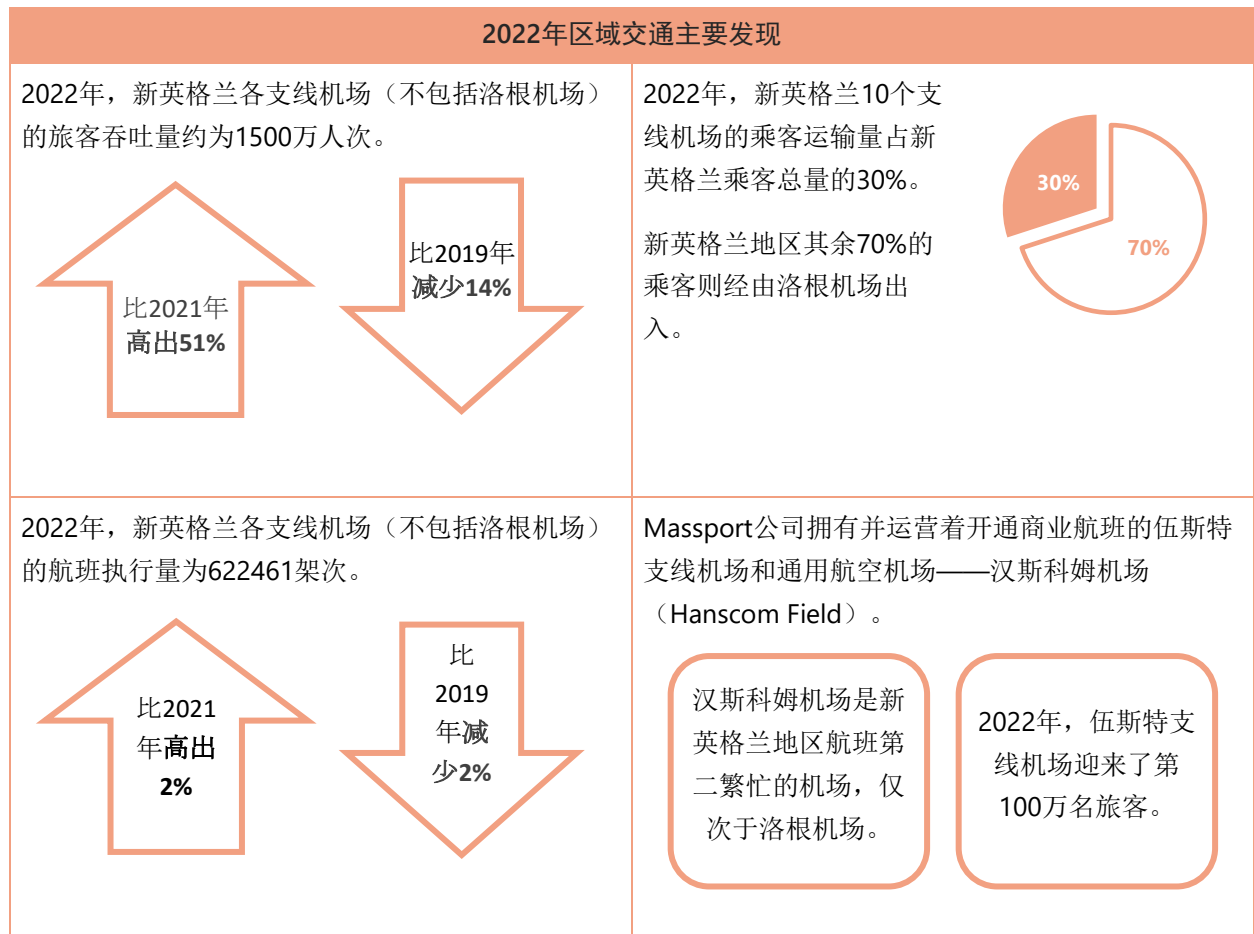 2022年区域交通主要发现
2022年，新英格兰各支线机场（不包括洛根机场）
的旅客吞吐量约为1500万人次。
比2021年
高出51%
比2019年
减少14%
2022年，新英格兰10个支
线机场的乘客运输量占新
英格兰乘客总量的30%。
新英格兰地区其余70%的
乘客则经由洛根机场出
入。
30%
70%
2022年，新英格兰各支线机场（不包括洛根机场）
的航班执行量为622461架次。
比2021
年高出
2%
比
2019
年减
少2%
Massport公司拥有并运营着开通商业航班的伍斯特
支线机场和通用航空机场——汉斯科姆机场
（Hanscom Field）。
汉斯科姆机场是新
英格兰地区航班第
二繁忙的机场，仅
次于洛根机场。
2022年，伍斯特支
线机场迎来了第
100万名旅客。